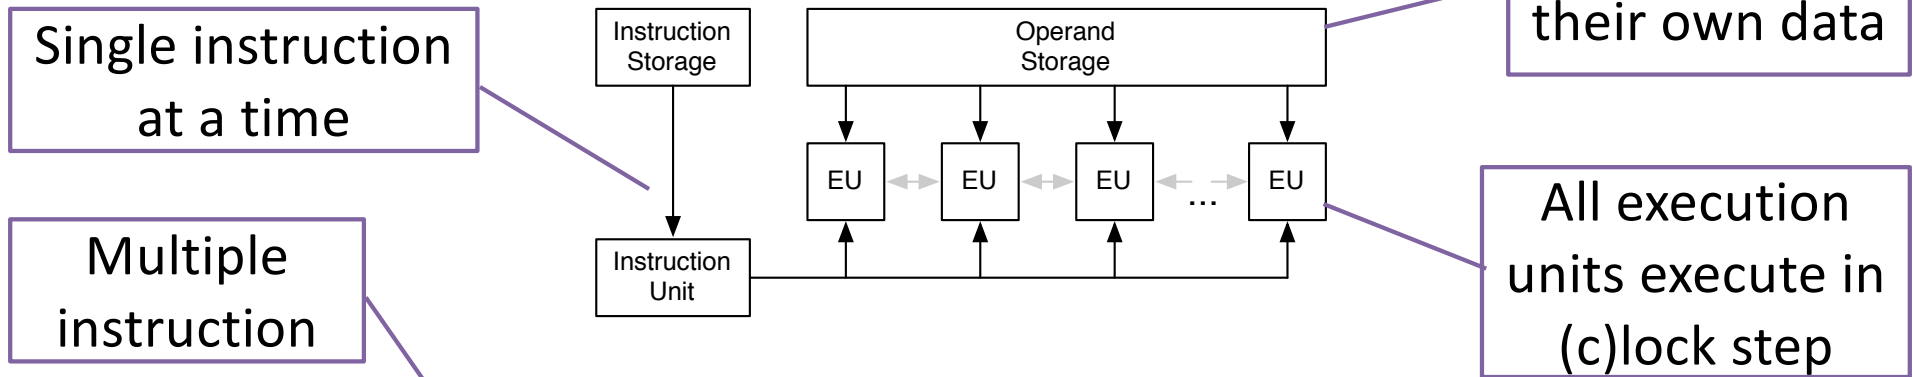 Single instruction
at a time
Instruction
Storage
Operand
Storage
their own data
EU
EU
EU
...
EU
Multiple
instruction
Instruction
Unit
All execution
units execute in
(c)lock step